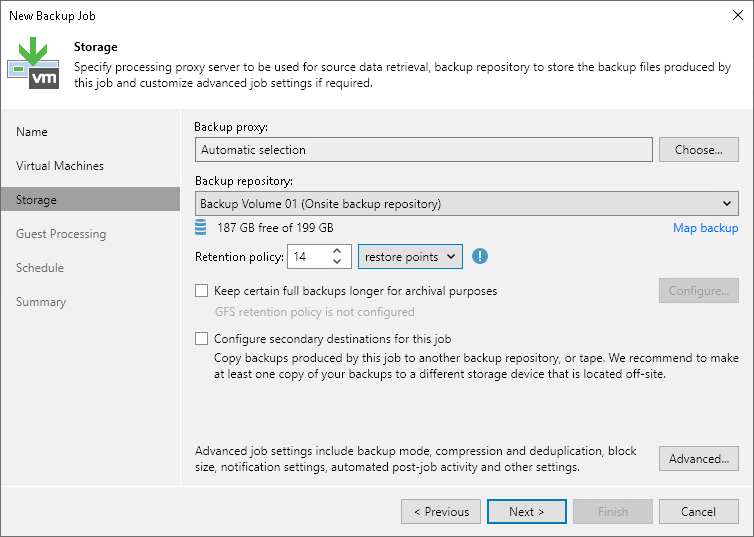 New Backup Job
Storage
Specify processing proxy server to be used for source data retrieval, backup repository to store the backup files produced by
this job and customize advanced job settings if required.
vm
Name
Virtual Machines
Storage
Guest Processing
Schedule
Summary
Backup proxy:
Automatic selection
Choose...
Backup repository:
Backup Volume 01 (Onsite backup repository)
187 GB free of 199 GB
Map backup
Retention policy:
14
restore points
Keep certain full backups longer for archival purposes
Configure...
GFS retention policy is not configured
Configure secondary destinations for this job
Copy backups produced by this job to another backup repository, or tape. We recommend to make
at least one copy of your backups to a different storage device that is located off-site.
Advanced job settings include backup mode, compression and deduplication, block
size, notification settings, automated post-job activity and other settings.
Advanced...
< Previous
Next >
Finish
Cancel